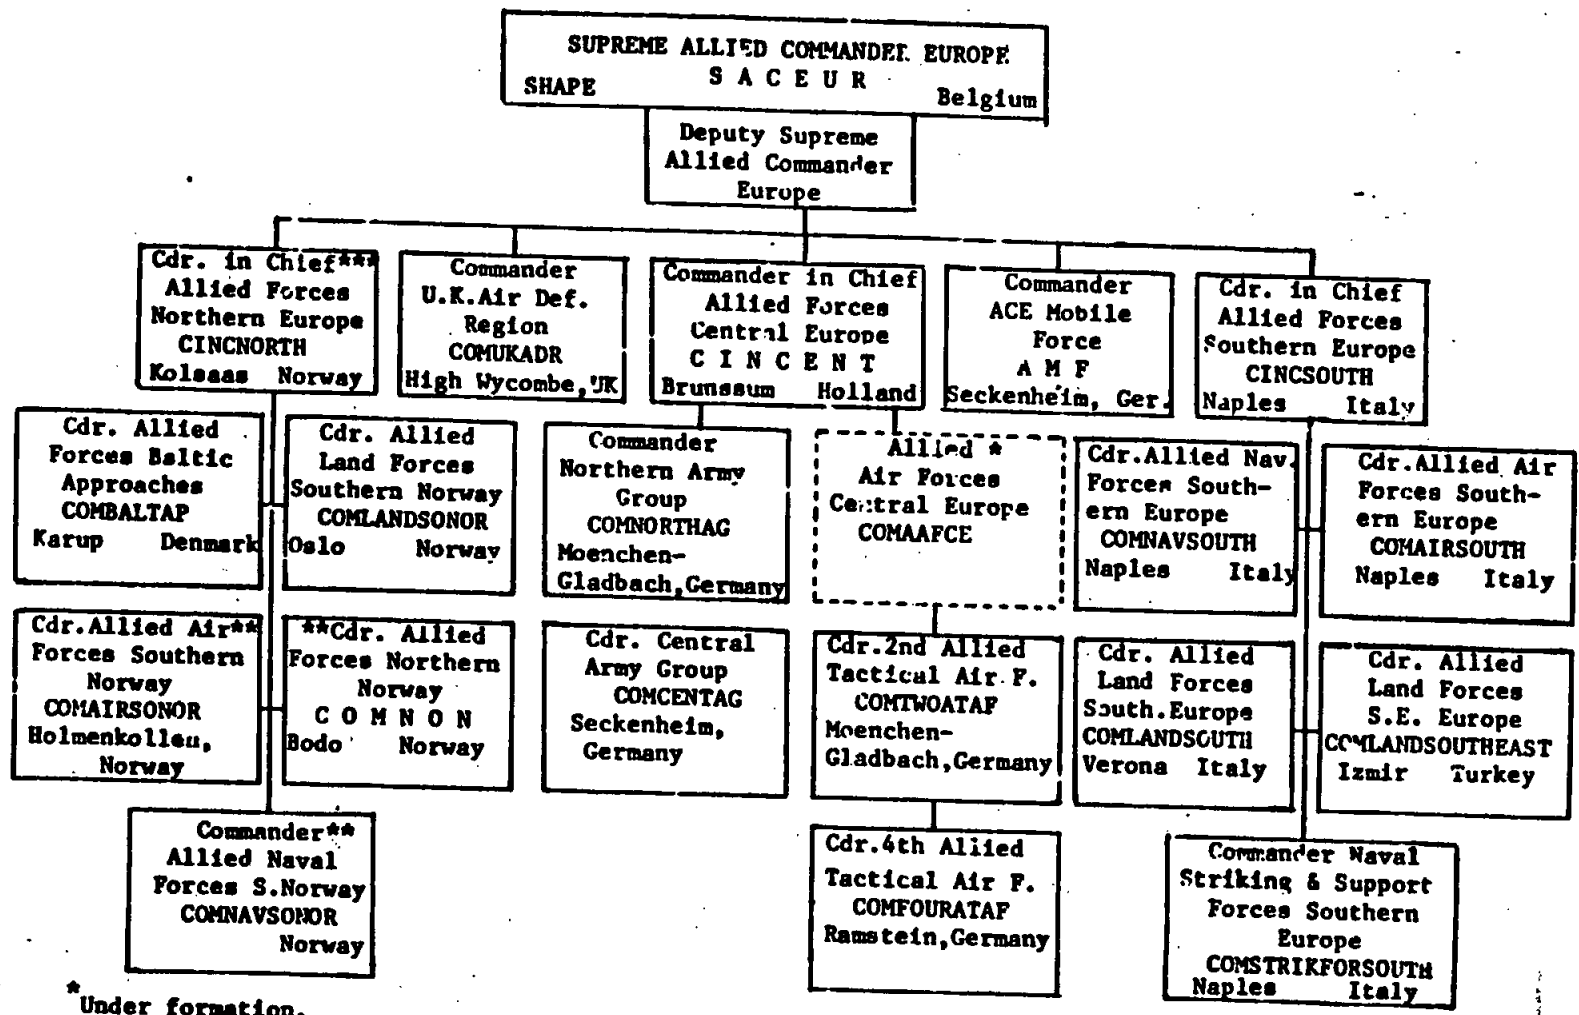 SUPREME ALLIED COMMANDER EUROPE
S A C E U R
SHAPE Belgium
Deputy Supreme
Allied Commander
Europe
Cdr. in Chief***
Allied Forces
Northern Europe
CINCNORTH
Kolsaas Norway
Commander
U.K.Air Def.
Region
COMUKADR
High Wycombe, UK
Commander in Chief
Allied Forces
Central Europe
C I N C E N T
Brunssum Holland
Commander
ACE Mobile
Force
A M F
Seckenheim, Ger.
Cdr. in Chief
Allied Forces
Southern Europe
CINCSOUTH
Naples Italy
Cdr. Allied
Forces Baltic
Approaches
COMBALTAP
Karup Denmark
Cdr. Allied
Land Forces
Southern Norway
COMLANDSONOR
Oslo Norway
Commander
Northern Army
Group
COMNORTHAG
Moenchen-
Gladbach,Germany
Allied *
Air Forces
Central Europe
COMAAFCE
Cdr.Allied Nav.
Forces South-
ern Europe
COMNAVSOUTH
Naples Italy
Cdr.Allied Air
Forces South-
ern Europe
COMAIRSOUTH
Naples Italy
Cdr.Allied Air**
Forces Southern
Norway
COMAIRSONOR
Holmenkollen,
Norway
**Cdr. Allied
Forces Northern
Norway
C O M N O N
Bodo Norway
Cdr. Central
Army Group
COMCENTAG
Seckenheim,
Germany
Cdr.2nd Allied
Tactical Air F.
COMTWOATAF
Moenchen-
Gladbach,Germany
Cdr. Allied
Land Forces
South.Europe
COMLANDSOUTH
Verona Italy
Cdr. Allied
Land Forces
S.E. Europe
COMLANDSOUTHEAST
Izmir Turkey
Commander**
Allied Naval
Forces S.Norway
COMNAVSONOR
Norway
Cdr.4th Allied
Tactical Air F.
COMFOURATAF
Ramstein,Germany
Commander Naval
Striking & Support
Forces Southern
Europe
COMSTRIKFORSOUTH
Naples Italy
*Under formation.